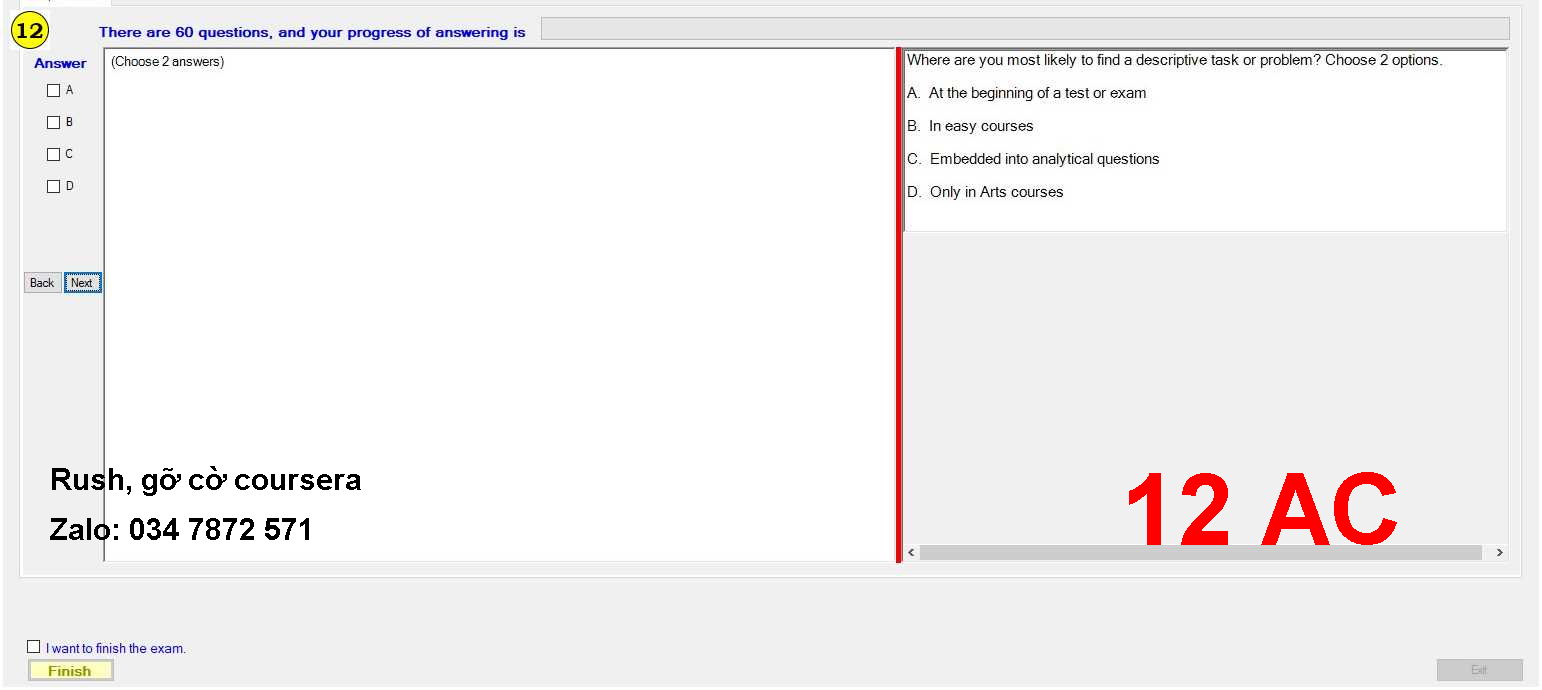 12
There are 60 questions, and your progress of answering is
Answer
(Choose 2 answers)
A
B
C
D
Back Next
Where are you most likely to find a descriptive task or problem? Choose 2 options.
A. At the beginning of a test or exam
B. In easy courses
C. Embedded into analytical questions
D. Only in Arts courses
Rush, gỡ cờ coursera
Zalo: 034 7872 571
12 AC
I want to finish the exam.
Finish
Exit